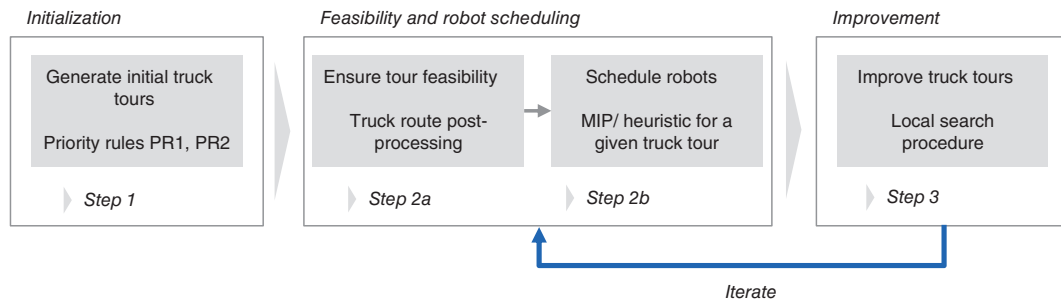 Initialization
Generate initial truck
tours
Priority rules PR1, PR2
Step 1
Feasibility and robot scheduling
Ensure tour feasibility
Truck route post-
processing
Step 2a
Schedule robots
MIP/ heuristic for a
given truck tour
Step 2b
Improvement
Improve truck tours
Local search
procedure
Step 3
Iterate